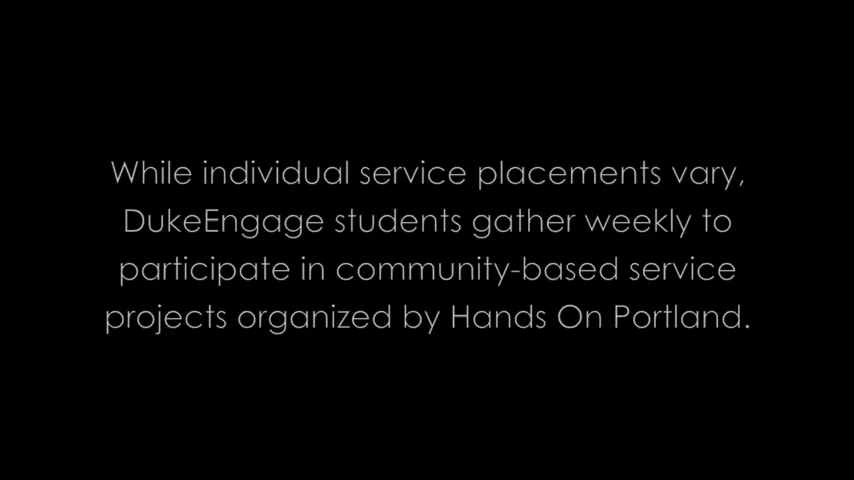 While individual service placements vary,
DukeEngage students gather weekly to
participate in community-based service
projects organized by Hands On Portland.